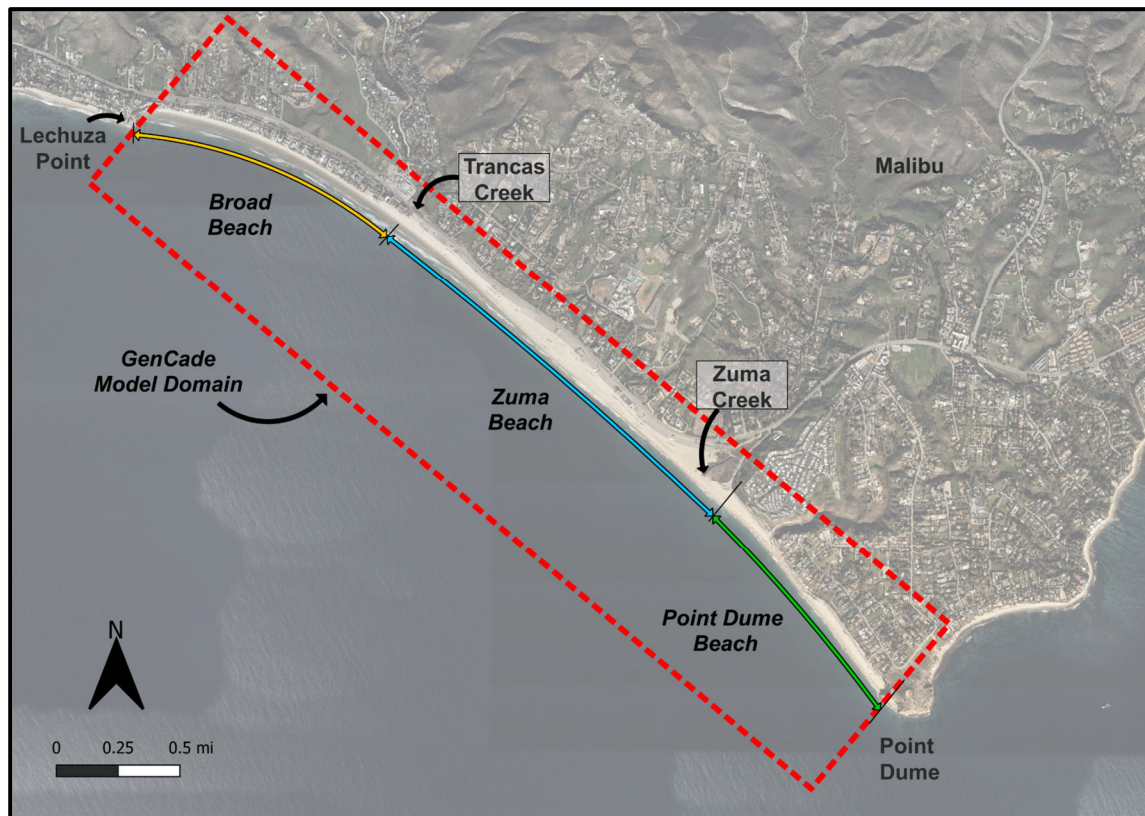 Lechuza
Point
Broad
Beach
Trancas
Creek
Malibu
GenCade
Model Domain
Zuma
Beach
Zuma
Creek
Point Dume
Beach
N
0 0.25 0.5 mi
Point
Dume